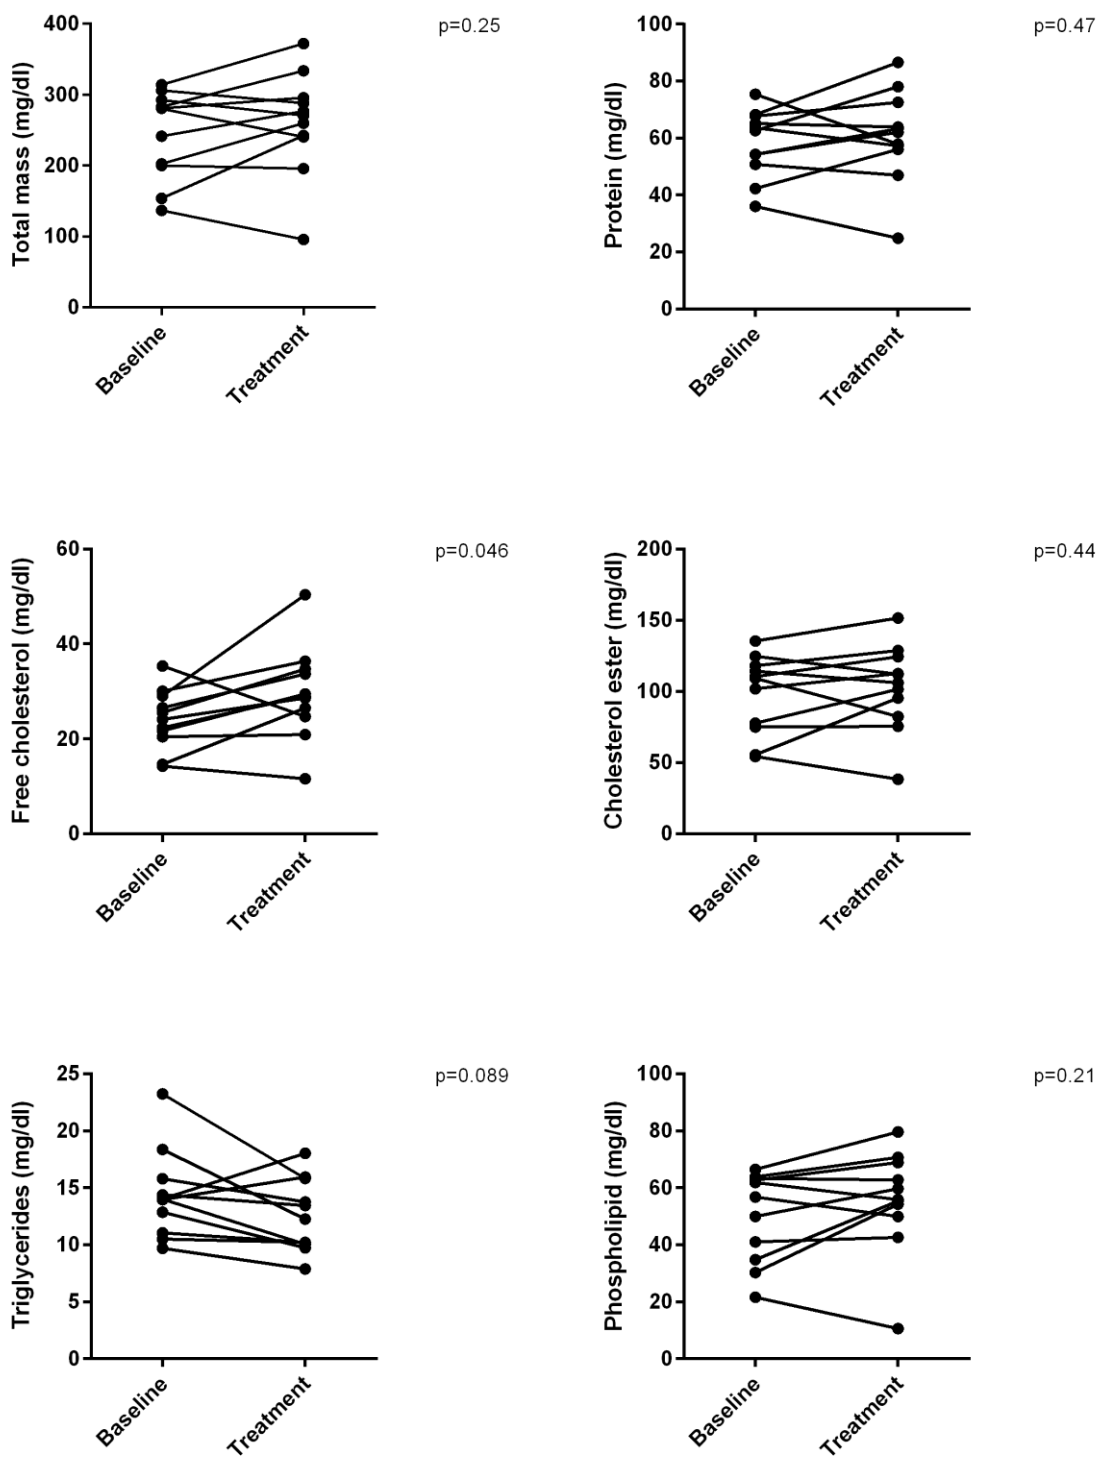 400
p=0.25
300
200
100
0
Total mass (mg/dl)
Baseline
Treatment
100
p=0.47
80
60
40
20
0
Protein (mg/dl)
Baseline
Treatment
60
p=0.046
40
20
0
Free cholesterol (mg/dl)
Baseline
Treatment
200
p=0.44
150
100
50
0
Cholesterol ester (mg/dl)
Baseline
Treatment
25
p=0.089
20
15
10
5
0
Triglycerides (mg/dl)
Baseline
Treatment
100
p=0.21
80
60
40
20
0
Phospholipid (mg/dl)
Baseline
Treatment